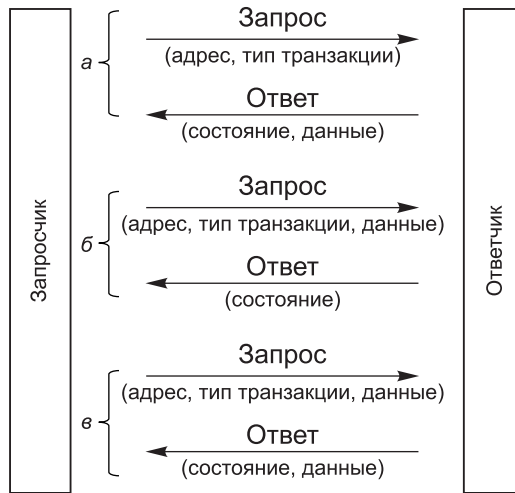 Запросчик
а
Запрос
(адрес, тип транзакции)
Ответ
(состояние, данные)
б
Запрос
(адрес, тип транзакции, данные)
Ответ
(состояние)
в
Запрос
(адрес, тип транзакции, данные)
Ответ
(состояние, данные)
Ответчик